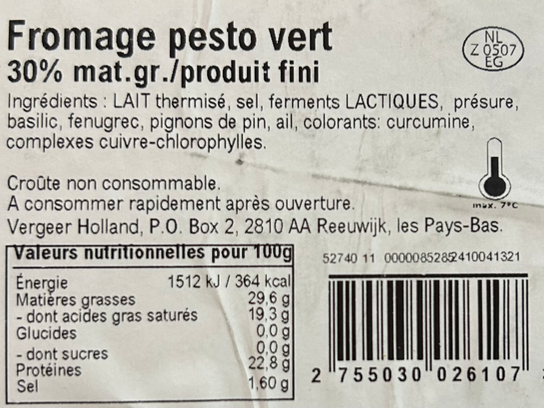 Fromage pesto vert
30% mat.gr./produit fini
NL
Z 0507
EG
Ingrédients : LAIT thermisé, sel, ferments LACTIQUES, présure,
basilic, fenugrec, pignons de pin, ail, colorants: curcumine,
complexes cuivre-chlorophylles.
max. 7°C
Croûte non consommable.
A consommer rapidement après ouverture.
Vergeer Holland, P.O. Box 2, 2810 AA Reeuwijk, les Pays-Bas.
Valeurs nutritionnelles pour 100g
Énergie 1512 kJ / 364 kcal
Matières grasses 29,6 g
- dont acides gras saturés 19,3 g
Glucides 0,0 g
- dont sucres 0,0 g
Protéines 22,8 g
Sel 1,60 g
52740 11 00000852852410041321
2 755030 026107